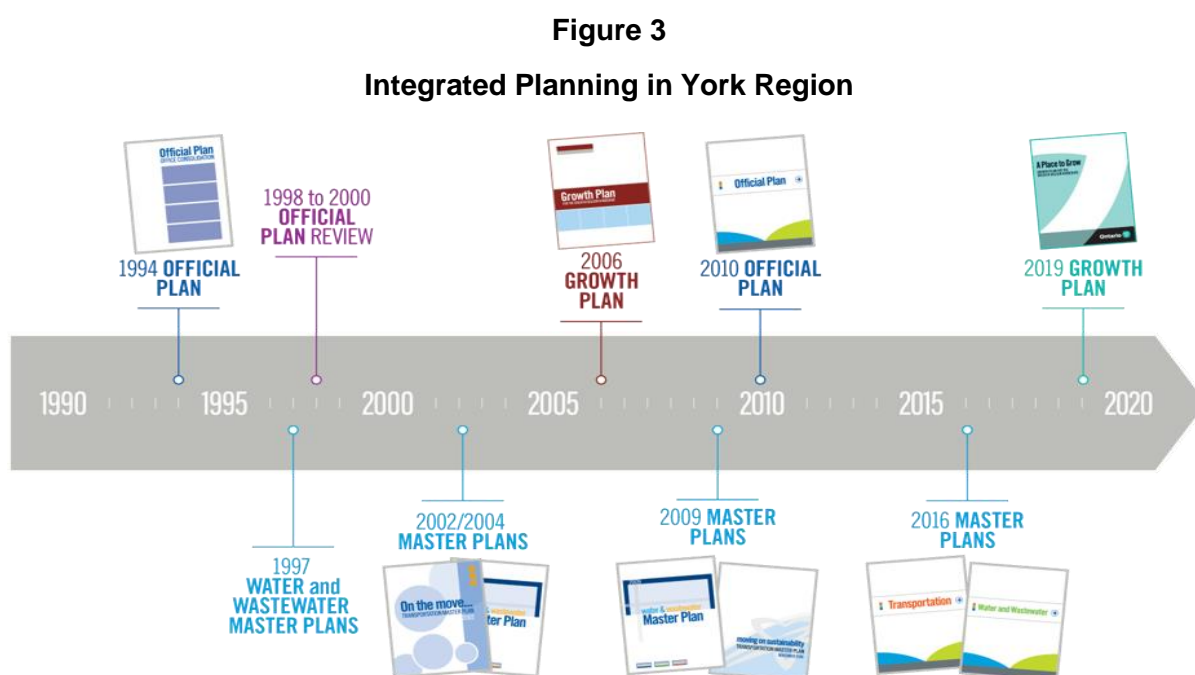 Figure 3
Integrated Planning in York Region
Official Plan
OFFICE CONSOLIDATION
1994 OFFICIAL
PLAN
1998 to 2000
OFFICIAL
PLAN REVIEW
Growth Plan
2006
GROWTH
PLAN
Official Plan
2010 OFFICIAL
PLAN
A Place to Grow
Ontario
2019 GROWTH
PLAN
1990 1995 2000 2005 2010 2015 2020
1997
WATER and
WASTEWATER
MASTER PLANS
2002/2004
MASTER PLANS
On the move...
TRANSPORTATION MASTER PLAN
wastewater
ter Plan
2009 MASTER
PLANS
water & wastewater
Master Plan
moving on sustainability
TRANSPORTATION MASTER PLAN
2016 MASTER
PLANS
Transportation
Water and Wastewater